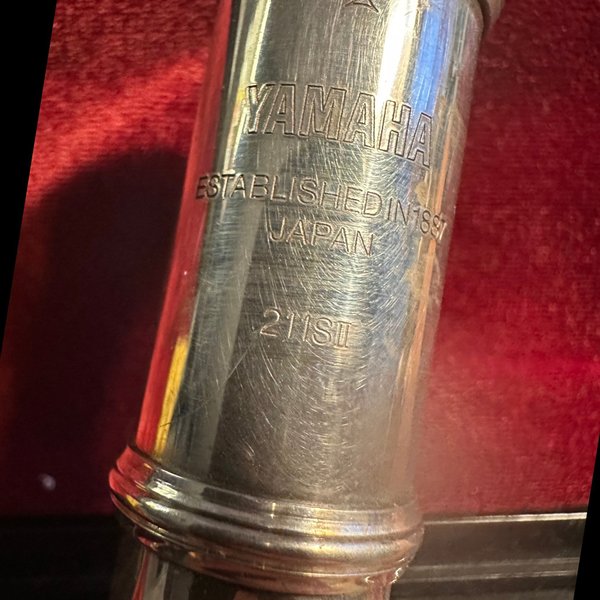 YAMAHA
ESTABLISHED IN 1887
JAPAN
211SII